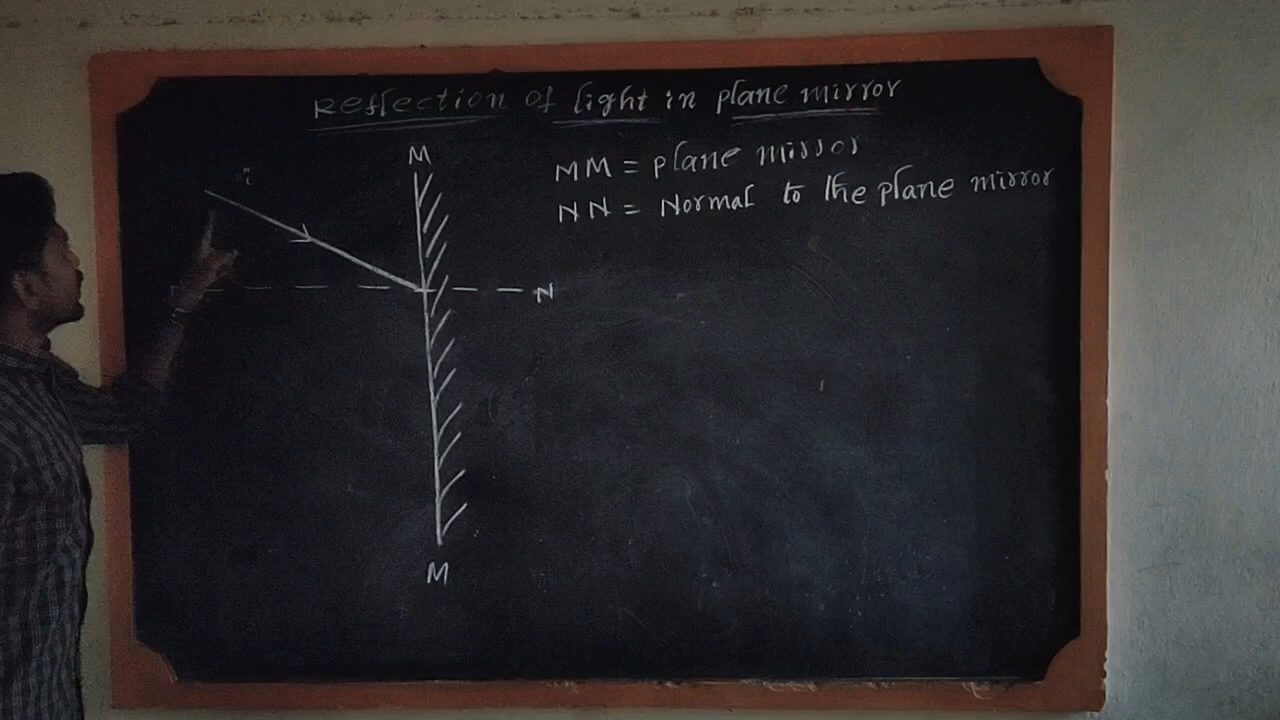 Reflection of light in plane mirror
M
MM = plane mirror
NN = Normal to the plane mirror
i
N
M